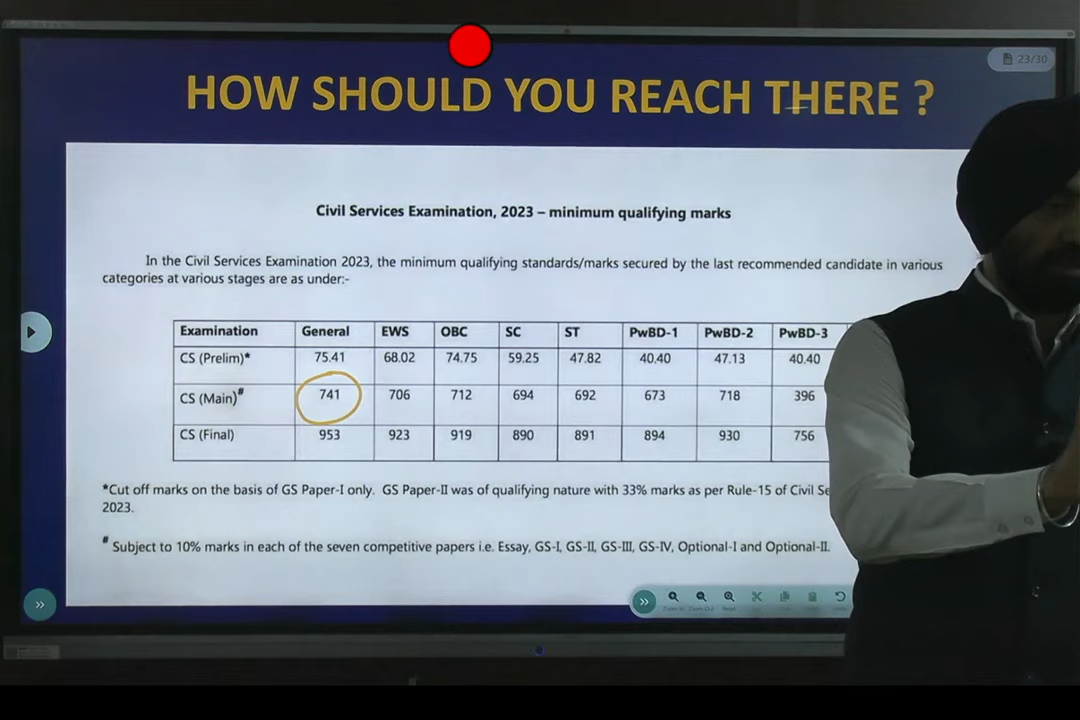 23/30
HOW SHOULD YOU REACH THERE ?
Civil Services Examination, 2023 – minimum qualifying marks
In the Civil Services Examination 2023, the minimum qualifying standards/marks secured by the last recommended candidate in various
categories at various stages are as under:-
Examination General EWS OBC SC ST PwBD-1 PwBD-2 PwBD-3
CS (Prelim)* 75.41 68.02 74.75 59.25 47.82 40.40 47.13 40.40
CS (Main)# 741 706 712 694 692 673 718 396
CS (Final) 953 923 919 890 891 894 930 756
*Cut off marks on the basis of GS Paper-I only. GS Paper-II was of qualifying nature with 33% marks as per Rule-15 of Civil Se
2023.
# Subject to 10% marks in each of the seven competitive papers i.e. Essay, GS-I, GS-II, GS-III, GS-IV, Optional-I and Optional-II.